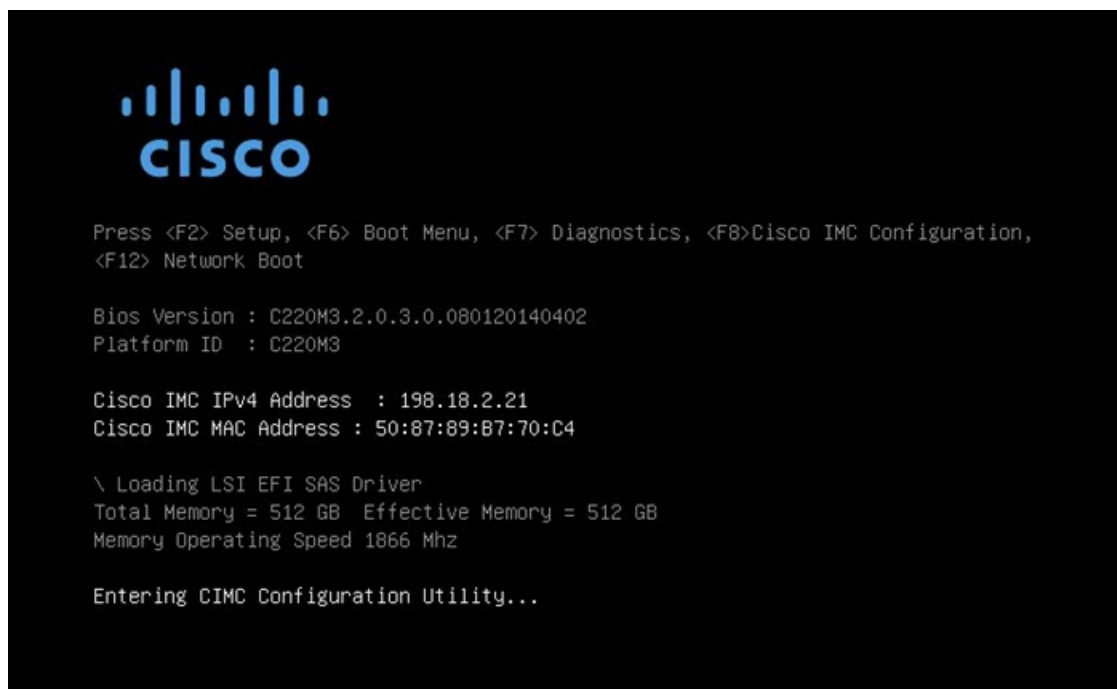 CISCO
Press <F2> Setup, <F6> Boot Menu, <F7> Diagnostics, <F8>Cisco IMC Configuration,
<F12> Network Boot
Bios Version : C220M3.2.0.3.0.080120140402
Platform ID  : C220M3
Cisco IMC IPv4 Address  : 198.18.2.21
Cisco IMC MAC Address : 50:87:89:B7:70:C4
\ Loading LSI EFI SAS Driver
Total Memory = 512 GB  Effective Memory = 512 GB
Memory Operating Speed 1866 Mhz
Entering CIMC Configuration Utility...